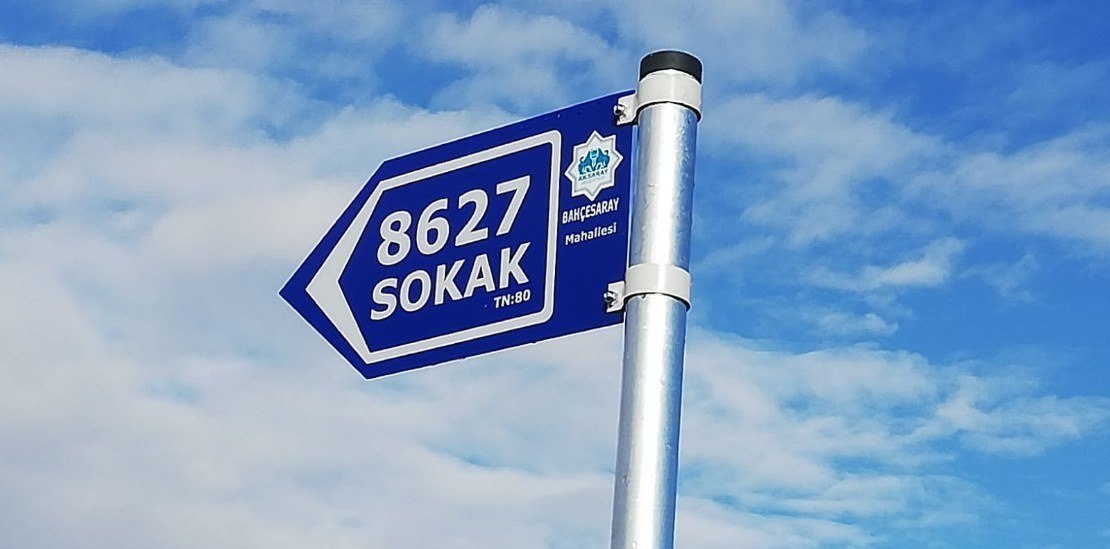 8627
SOKAK
TN:80
AKSARAY
BAHÇESARAY
Mahallesi